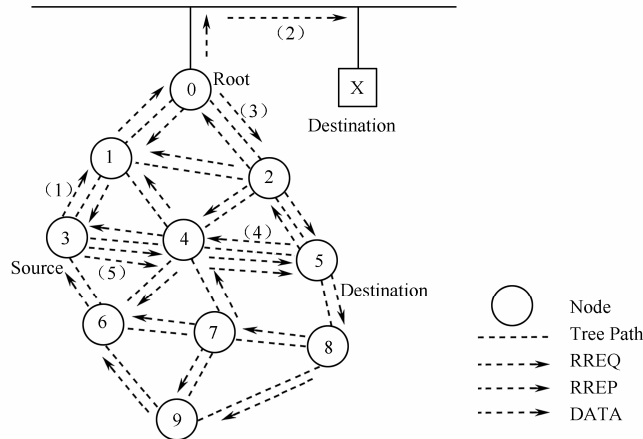 (2)
0 Root
X
(3)
Destination
1
2
(1)
3
4
(4)
5
Source
(5)
Destination
6
7
8
9
Node
Tree Path
RREQ
RREP
DATA